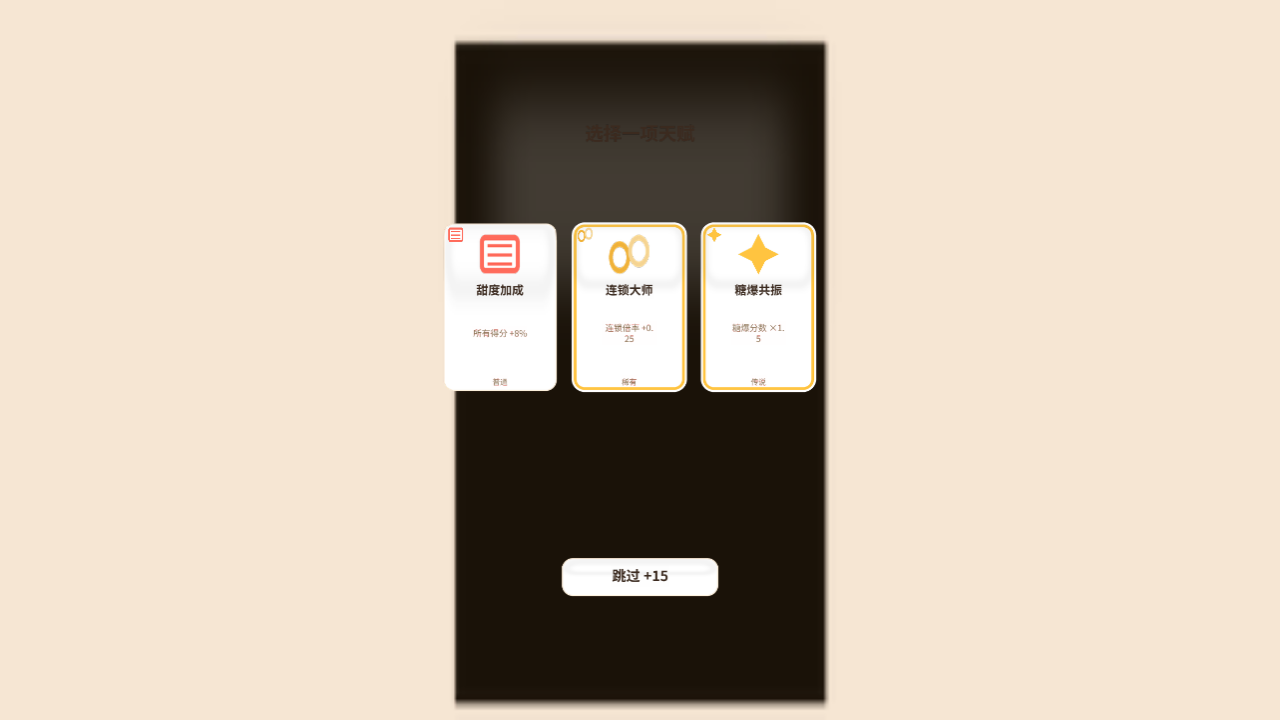 选择一项天赋
甜度加成
所有得分 +8%
普通
连锁大师
连锁倍率 +0.
25
稀有
糖爆共振
糖爆分数 ×1.
5
传说
跳过 +15